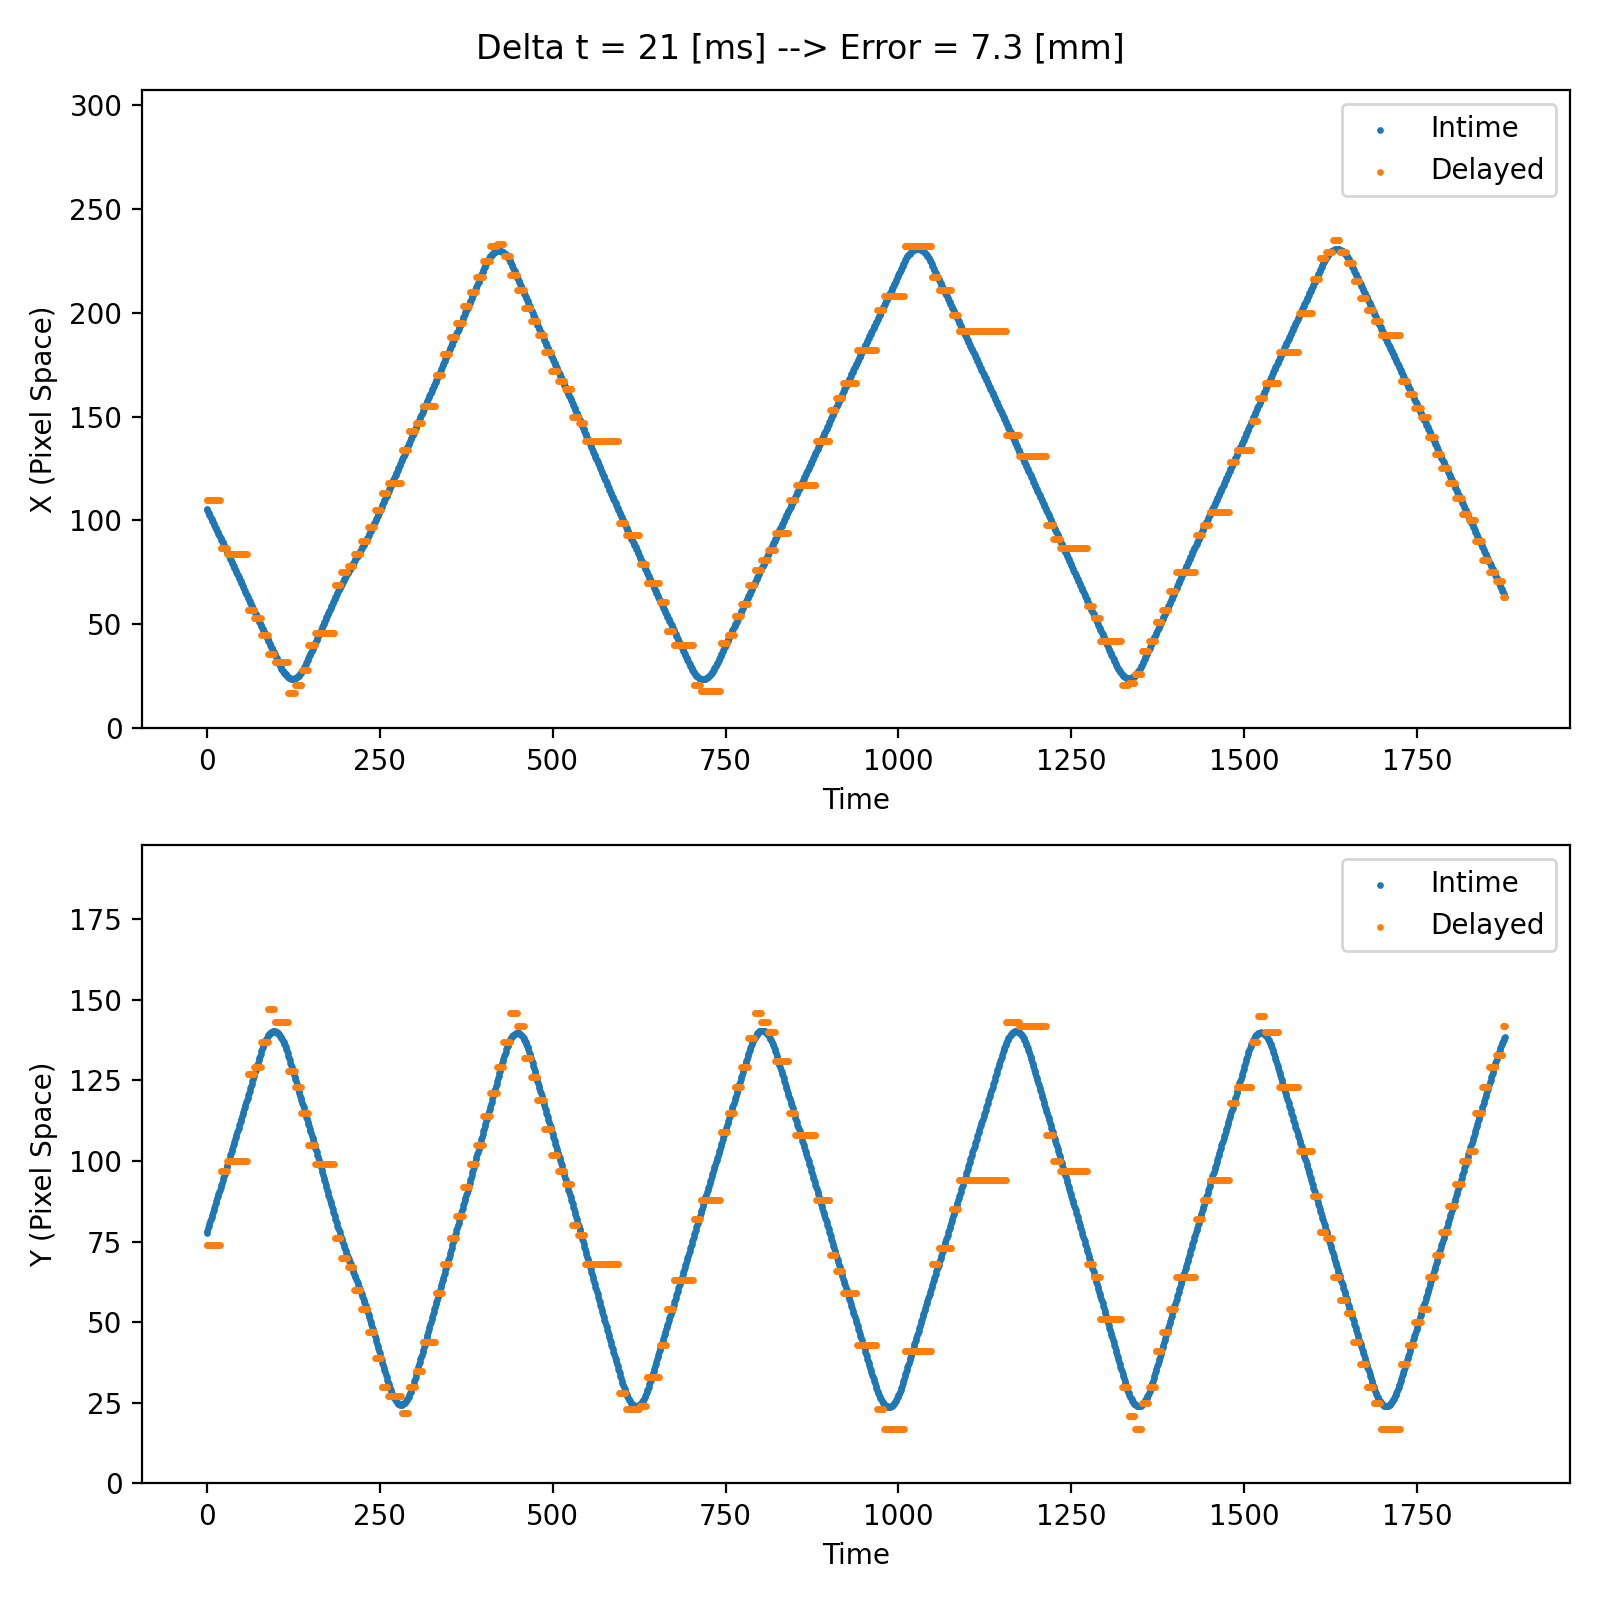 Delta t = 21 [ms] --> Error = 7.3 [mm]
300
250
200
150
100
50
0
X (Pixel Space)
Intime
Delayed
0 250 500 750 1000 1250 1500 1750
Time
175
150
125
100
75
50
25
0
Y (Pixel Space)
Intime
Delayed
0 250 500 750 1000 1250 1500 1750
Time